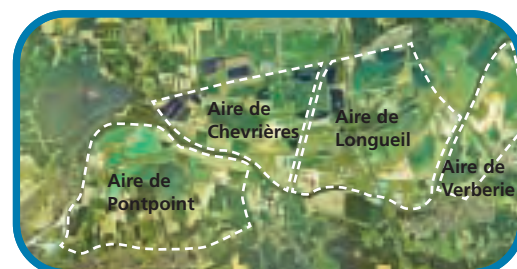 Aire de
Chevrières
Aire de
Longueil
Aire de
Verberie
Aire de
Pontpoint